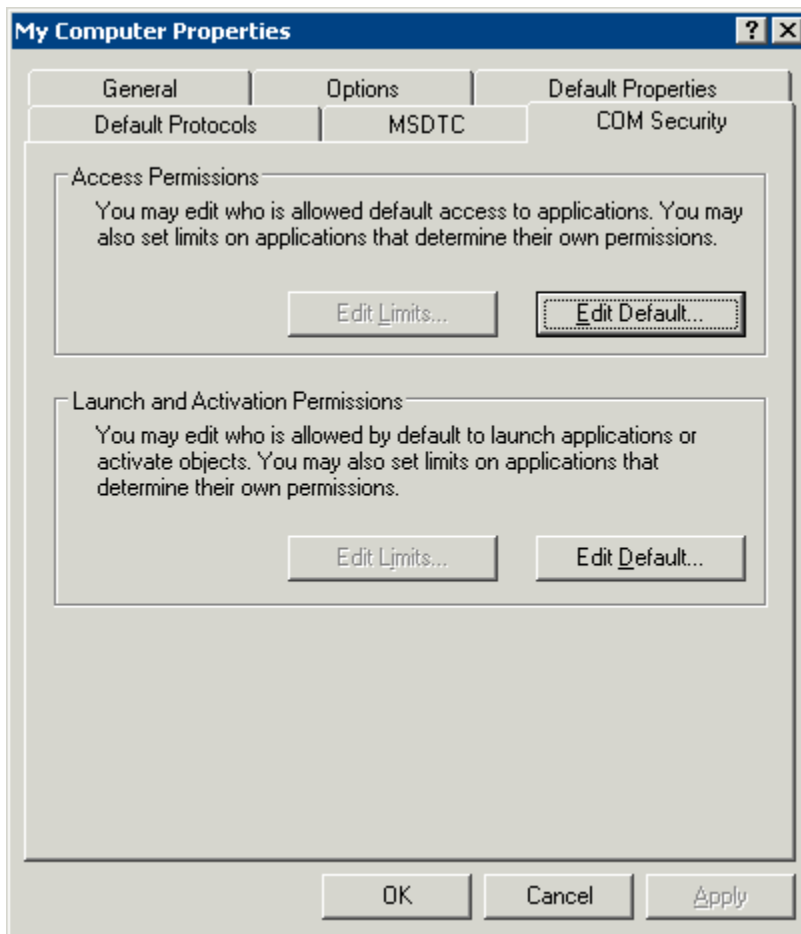 My Computer Properties
General Options Default Properties
Default Protocols MSDTC COM Security
Access Permissions
You may edit who is allowed default access to applications. You may
also set limits on applications that determine their own permissions.
Edit Limits... Edit Default...
Launch and Activation Permissions
You may edit who is allowed by default to launch applications or
activate objects. You may also set limits on applications that
determine their own permissions.
Edit Limits... Edit Default...
OK Cancel Apply